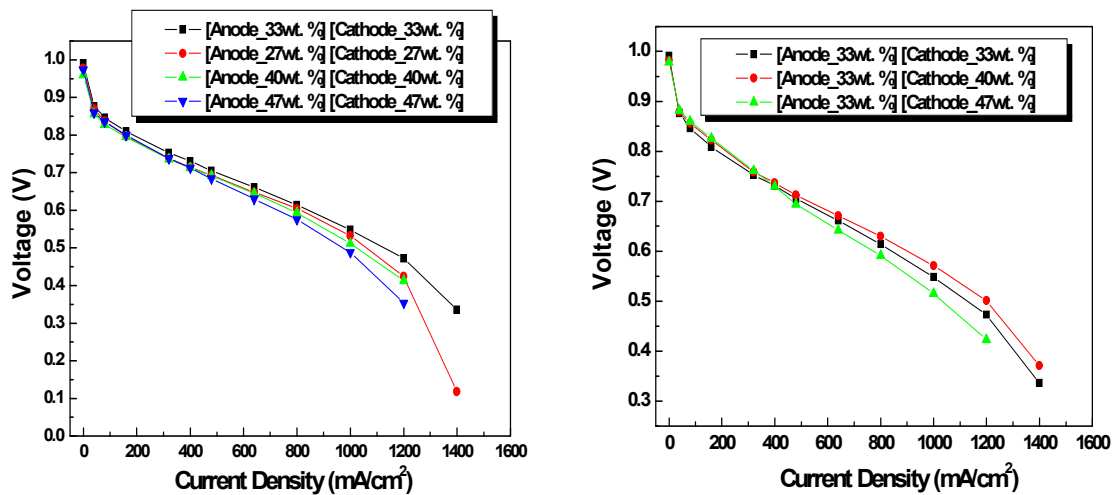 [Anode_33wt. %] [Cathode_33wt. %]
[Anode_27wt. %] [Cathode_27wt. %]
[Anode_40wt. %] [Cathode_40wt. %]
[Anode_47wt. %] [Cathode_47wt. %]
1.0
0.9
0.8
0.7
0.6
0.5
0.4
0.3
0.2
0.1
0.0
Voltage (V)
0 200 400 600 800 1000 1200 1400 1600
Current Density (mA/cm²)
[Anode_33wt. %] [Cathode_33wt. %]
[Anode_33wt. %] [Cathode_40wt. %]
[Anode_33wt. %] [Cathode_47wt. %]
1.0
0.9
0.8
0.7
0.6
0.5
0.4
0.3
Voltage (V)
0 200 400 600 800 1000 1200 1400 1600
Current Density (mA/cm²)